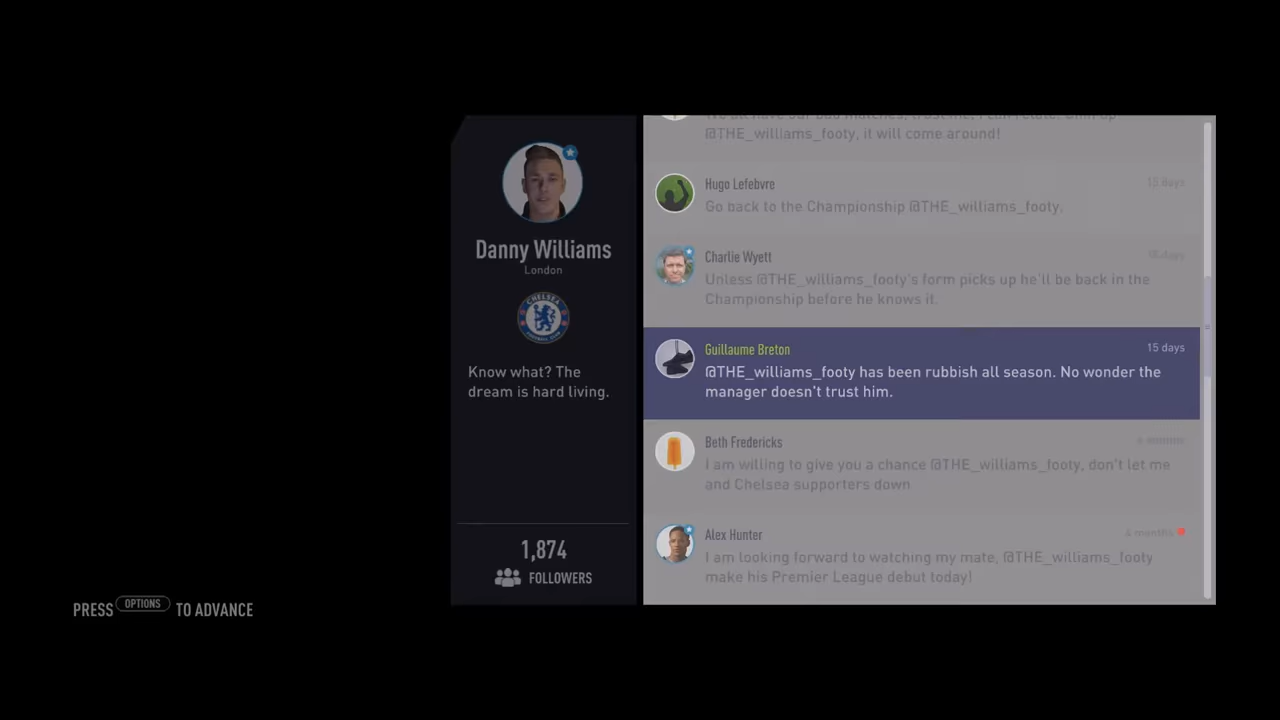 Danny Williams
London
CHELSEA
FOOTBALL CLUB
Know what? The
dream is hard living.
1,874
FOLLOWERS
@THE_williams_footy, it will come around!
Hugo Lefebvre
15 days
Go back to the Championship @THE_williams_footy.
Charlie Wyett
days
Unless @THE_williams_footy's form picks up he'll be back in the
Championship before he knows it.
Guillaume Breton
15 days
@THE_williams_footy has been rubbish all season. No wonder the
manager doesn't trust him.
Beth Fredericks
months
I am willing to give you a chance @THE_williams_footy, don't let me
and Chelsea supporters down
Alex Hunter
months
I am looking forward to watching my mate, @THE_williams_footy
make his Premier League debut today!
PRESS OPTIONS TO ADVANCE